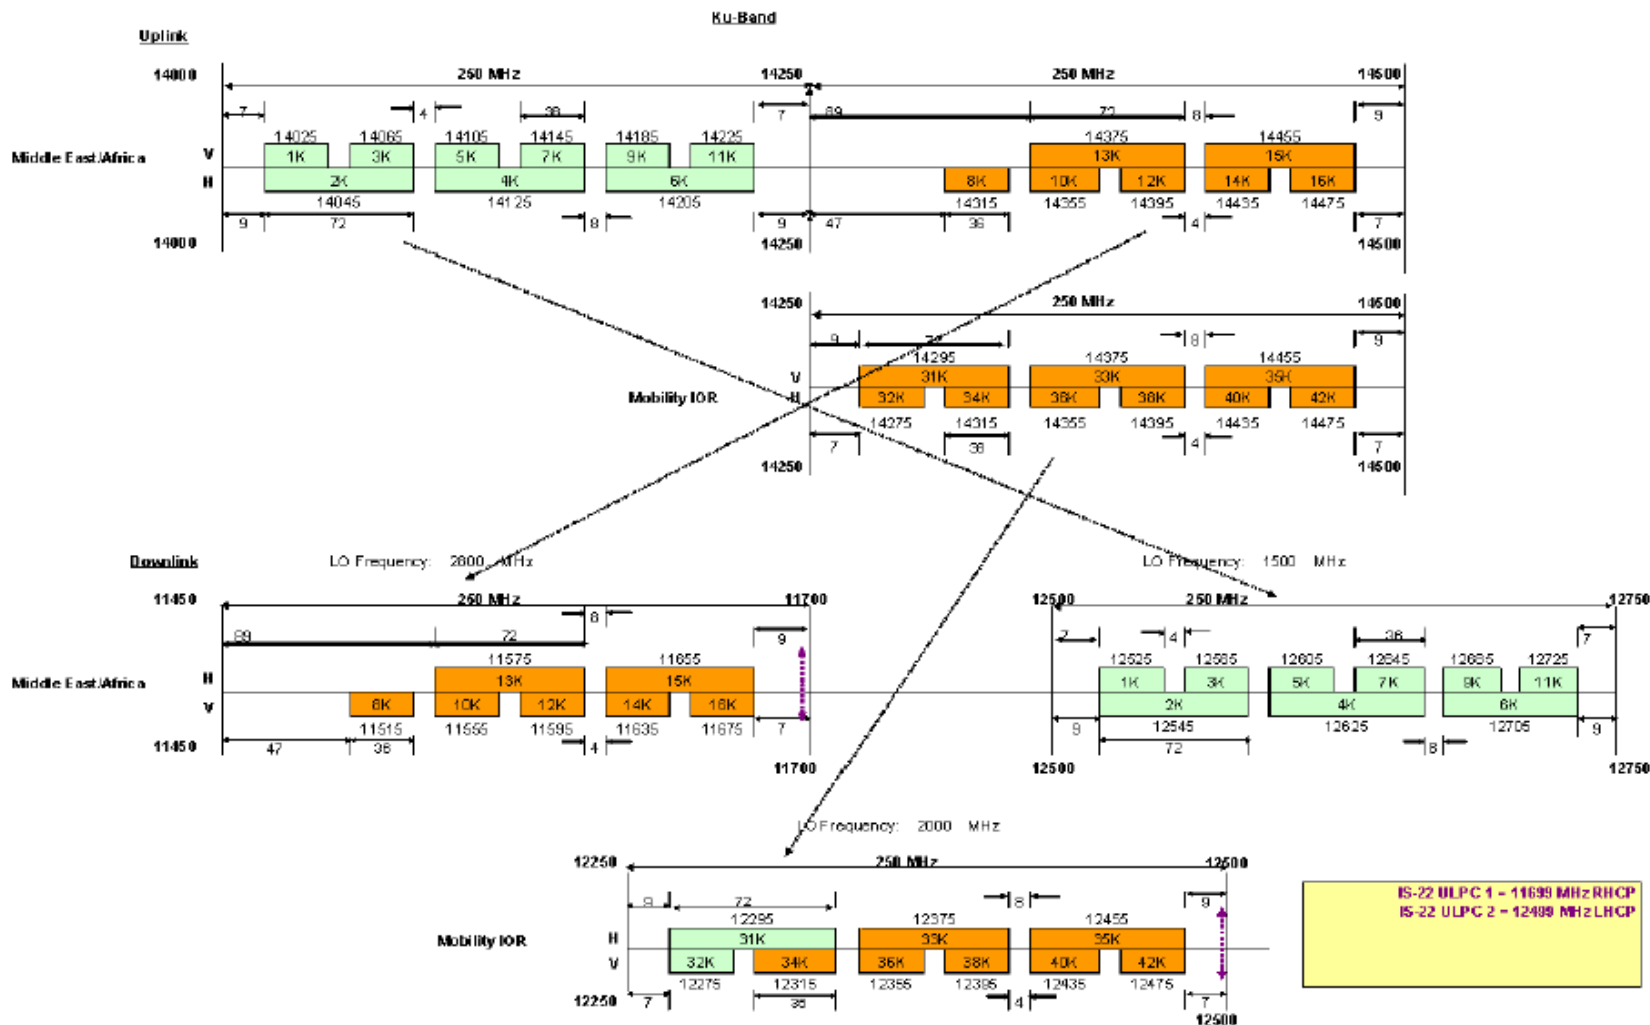 Ku-Band
Uplink
14000 250 MHz 14250 250 MHz 14500
7 4 36 7 89 72 8 9
14025 14065 14105 14145 14185 14225 14375 14455
Middle East/Africa V 1K 3K 5K 7K 9K 11K 13K 15K
H 2K 4K 6K 8K 10K 12K 14K 16K
14045 14125 14205 14315 14355 14395 14435 14475
9 72 8 9 47 36 4 7
14000 14250 14500
14250 250 MHz 14500
9 72 8 9
14295 14375 14455
V 31K 33K 35K
Mobility IOR H 32K 34K 36K 38K 40K 42K
14275 14315 14355 14395 14435 14475
7 36 4 7
14250 14500
Downlink LO Frequency: 2800 MHz LO Frequency: 1500 MHz
11450 250 MHz 11700 12500 250 MHz 12750
89 72 8 9 7 4 36 7
11575 11655 12525 12565 12605 12645 12685 12725
Middle East/Africa H 13K 15K 1K 3K 5K 7K 9K 11K
V 8K 10K 12K 14K 16K 2K 4K 6K
11515 11555 11595 11635 11675 12545 12625 12705
47 36 4 7 9 72 8 9
11450 11700 12500 12750
LO Frequency: 2000 MHz
12250 250 MHz 12500
9 72 8 9
12295 12375 12455
Mobility IOR H 31K 33K 35K
V 32K 34K 36K 38K 40K 42K
12275 12315 12355 12395 12435 12475
7 36 4 7
12250 12500
IS-22 ULPC 1 = 11699 MHz RHCP
IS-22 ULPC 2 = 12499 MHz LHCP